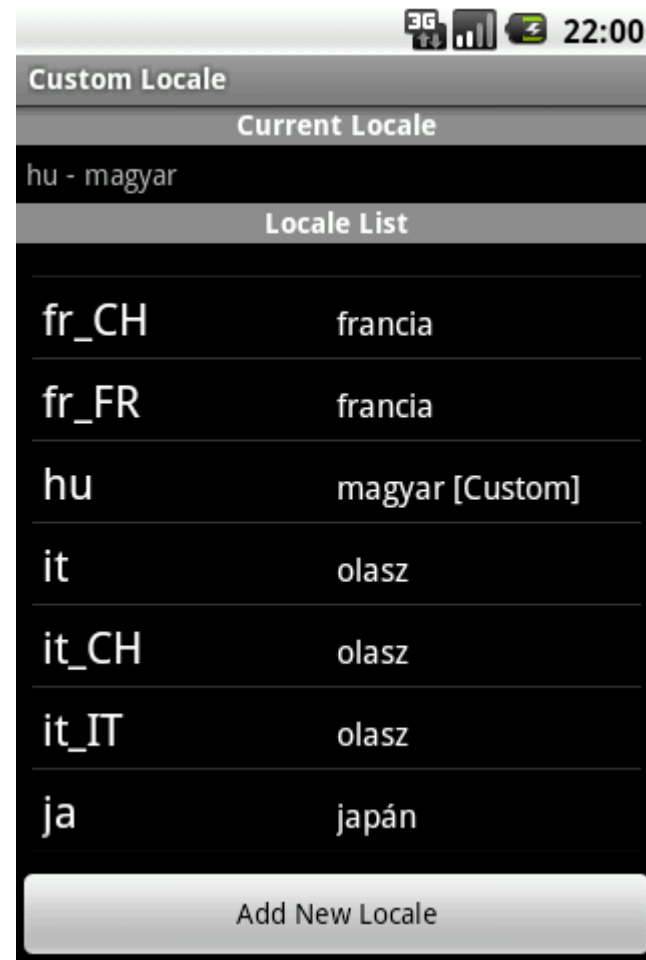 3G 22:00
Custom Locale
Current Locale
hu - magyar
Locale List
fr_CH francia
fr_FR francia
hu magyar [Custom]
it olasz
it_CH olasz
it_IT olasz
ja japán
Add New Locale